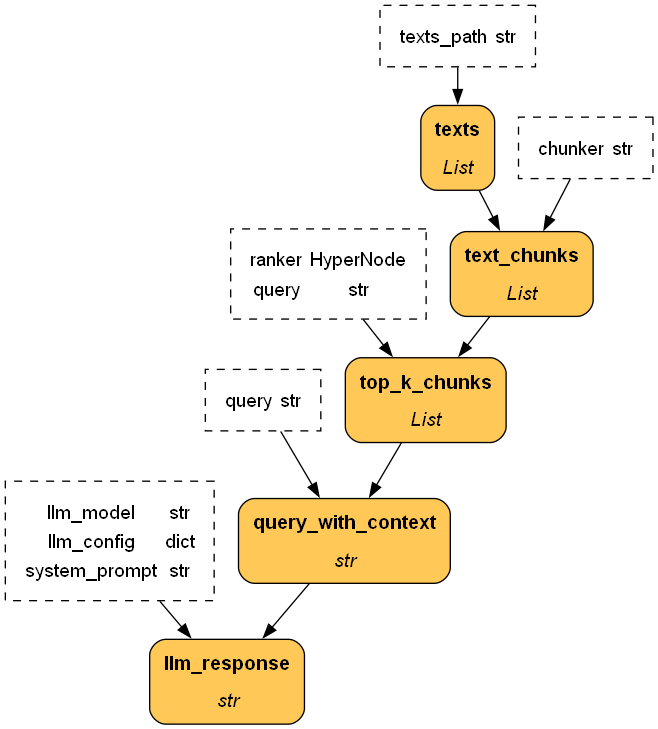 texts_path str
texts
List
chunker str
text_chunks
List
ranker HyperNode
query str
top_k_chunks
List
query str
query_with_context
str
llm_model str
llm_config dict
system_prompt str
llm_response
str